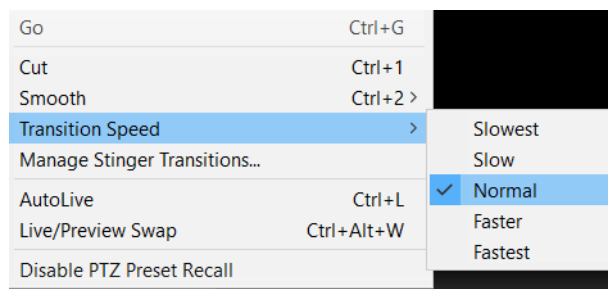 Go Ctrl+G
Cut Ctrl+1
Smooth Ctrl+2 >
Transition Speed >
Manage Stinger Transitions...
AutoLive Ctrl+L
Live/Preview Swap Ctrl+Alt+W
Disable PTZ Preset Recall
Slowest
Slow
Normal
Faster
Fastest